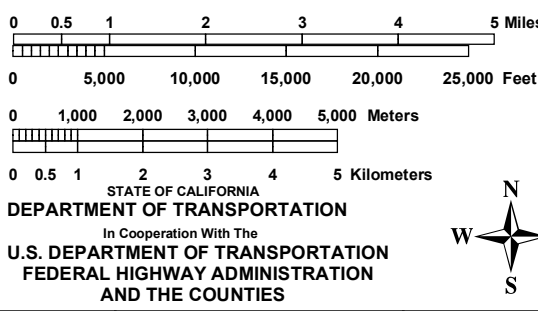 0 0.5 1 2 3 4 5 Miles
0 5,000 10,000 15,000 20,000 25,000 Feet
0 1,000 2,000 3,000 4,000 5,000 Meters
0 0.5 1 2 3 4 5 Kilometers
STATE OF CALIFORNIA
DEPARTMENT OF TRANSPORTATION
In Cooperation With The
U.S. DEPARTMENT OF TRANSPORTATION
FEDERAL HIGHWAY ADMINISTRATION
AND THE COUNTIES
N
W
S